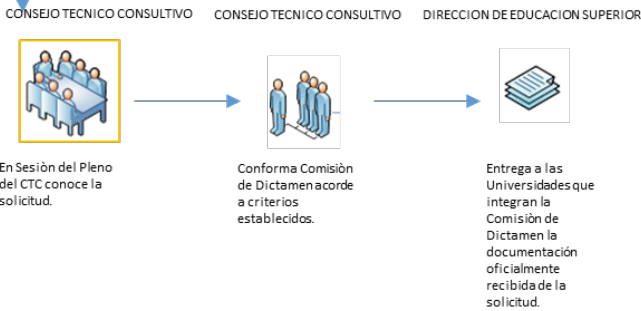 CONSEJO TECNICO CONSULTIVO
CONSEJO TECNICO CONSULTIVO
DIRECCION DE EDUCACION SUPERIOR
En Sesiòn del Pleno
del CTC conoce la
solicitud.
Conforma Comisiòn
de Dictamen acorde
a criterios
establecidos.
Entrega a las
Universidades que
integran la
Comisiòn de
Dictamen la
documentación
oficialmente
recibida de la
solicitud.